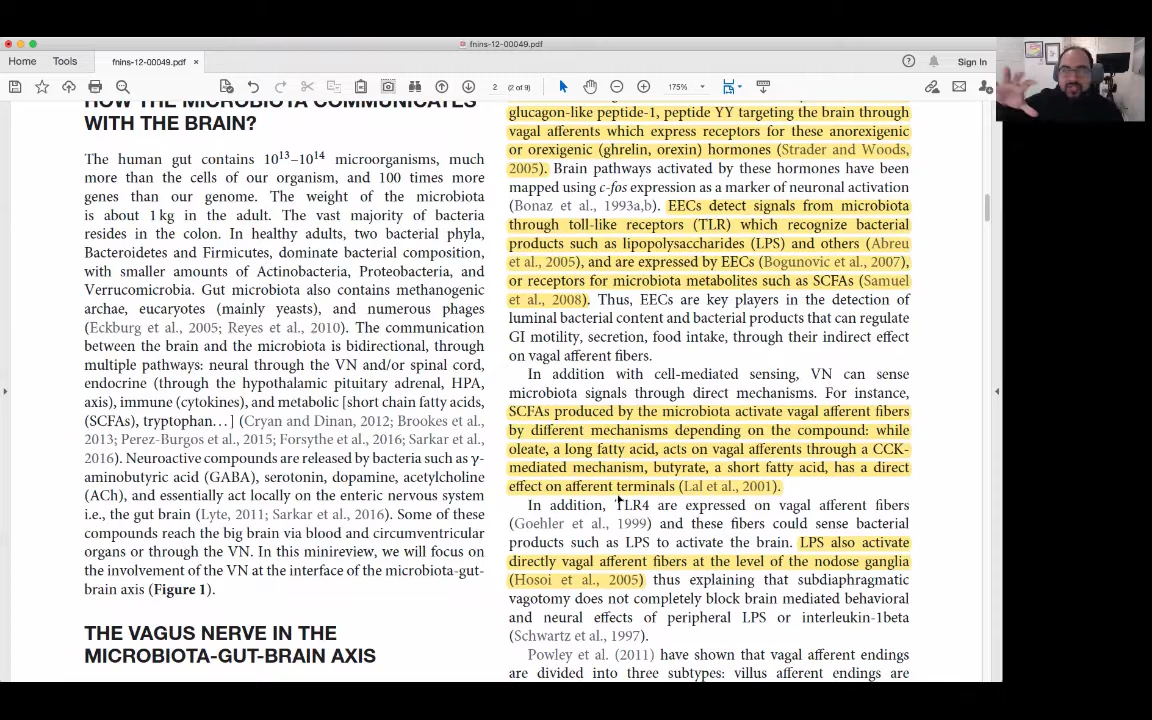 fnins-12-00049.pdf
Home
Tools
fnins-12-00049.pdf ×
Sign In
2 (2 of 9)
175%
HOW THE MICROBIOTA COMMUNICATES
WITH THE BRAIN?
The human gut contains 10¹³–10¹⁴ microorganisms, much
more than the cells of our organism, and 100 times more
genes than our genome. The weight of the microbiota
is about 1 kg in the adult. The vast majority of bacteria
resides in the colon. In healthy adults, two bacterial phyla,
Bacteroidetes and Firmicutes, dominate bacterial composition,
with smaller amounts of Actinobacteria, Proteobacteria, and
Verrucomicrobia. Gut microbiota also contains methanogenic
archae, eucaryotes (mainly yeasts), and numerous phages
(Eckburg et al., 2005; Reyes et al., 2010). The communication
between the brain and the microbiota is bidirectional, through
multiple pathways: neural through the VN and/or spinal cord,
endocrine (through the hypothalamic pituitary adrenal, HPA,
axis), immune (cytokines), and metabolic [short chain fatty acids,
(SCFAs), tryptophan…] (Cryan and Dinan, 2012; Brookes et al.,
2013; Perez-Burgos et al., 2015; Forsythe et al., 2016; Sarkar et al.,
2016). Neuroactive compounds are released by bacteria such as γ-
aminobutyric acid (GABA), serotonin, dopamine, acetylcholine
(ACh), and essentially act locally on the enteric nervous system
i.e., the gut brain (Lyte, 2011; Sarkar et al., 2016). Some of these
compounds reach the big brain via blood and circumventricular
organs or through the VN. In this minireview, we will focus on
the involvement of the VN at the interface of the microbiota-gut-
brain axis (Figure 1).
THE VAGUS NERVE IN THE
MICROBIOTA-GUT-BRAIN AXIS
glucagon-like peptide-1, peptide YY targeting the brain through
vagal afferents which express receptors for these anorexigenic
or orexigenic (ghrelin, orexin) hormones (Strader and Woods,
2005). Brain pathways activated by these hormones have been
mapped using c-fos expression as a marker of neuronal activation
(Bonaz et al., 1993a,b). EECs detect signals from microbiota
through toll-like receptors (TLR) which recognize bacterial
products such as lipopolysaccharides (LPS) and others (Abreu
et al., 2005), and are expressed by EECs (Bogunovic et al., 2007),
or receptors for microbiota metabolites such as SCFAs (Samuel
et al., 2008). Thus, EECs are key players in the detection of
luminal bacterial content and bacterial products that can regulate
GI motility, secretion, food intake, through their indirect effect
on vagal afferent fibers.
In addition with cell-mediated sensing, VN can sense
microbiota signals through direct mechanisms. For instance,
SCFAs produced by the microbiota activate vagal afferent fibers
by different mechanisms depending on the compound: while
oleate, a long fatty acid, acts on vagal afferents through a CCK-
mediated mechanism, butyrate, a short fatty acid, has a direct
effect on afferent terminals (Lal et al., 2001).
In addition, TLR4 are expressed on vagal afferent fibers
(Goehler et al., 1999) and these fibers could sense bacterial
products such as LPS to activate the brain. LPS also activate
directly vagal afferent fibers at the level of the nodose ganglia
(Hosoi et al., 2005) thus explaining that subdiaphragmatic
vagotomy does not completely block brain mediated behavioral
and neural effects of peripheral LPS or interleukin-1beta
(Schwartz et al., 1997).
Powley et al. (2011) have shown that vagal afferent endings
are divided into three subtypes: villus afferent endings are